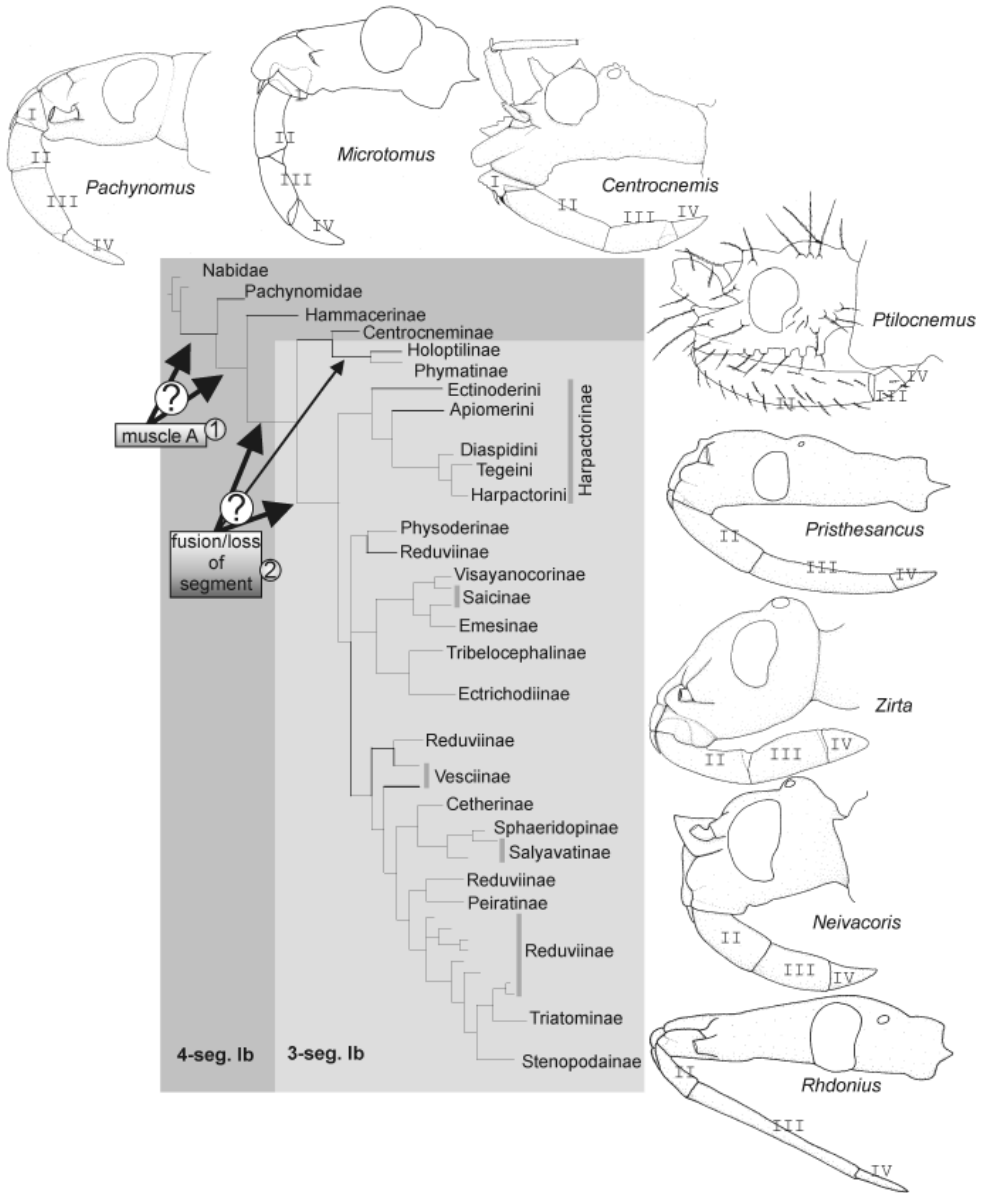 I
II
III
IV
Pachynomus
I
II
III
IV
Microtomus
I
II
III
IV
Centrocnemis
II
III
IV
Ptilocnemus
II
III
IV
Pristhesancus
II
III
IV
Zirta
II
III
IV
Neivacoris
II
III
IV
Rhdonius
Nabidae
Pachynomidae
Hammacerinae
Centrocneminae
Holoptilinae
Phymatinae
Ectinoderini
Apiomerini
Diaspidini
Tegeini
Harpactorini
Harpactorinae
Physoderinae
Reduviinae
Visayanocorinae
Saicinae
Emesinae
Tribelocephalinae
Ectrichodiinae
Reduviinae
Vesciinae
Cetherinae
Sphaeridopinae
Salyavatinae
Reduviinae
Peiratinae
Reduviinae
Triatominae
Stenopodainae
?
muscle A 1
?
fusion/loss
of
segment 2
4-seg. lb 3-seg. lb